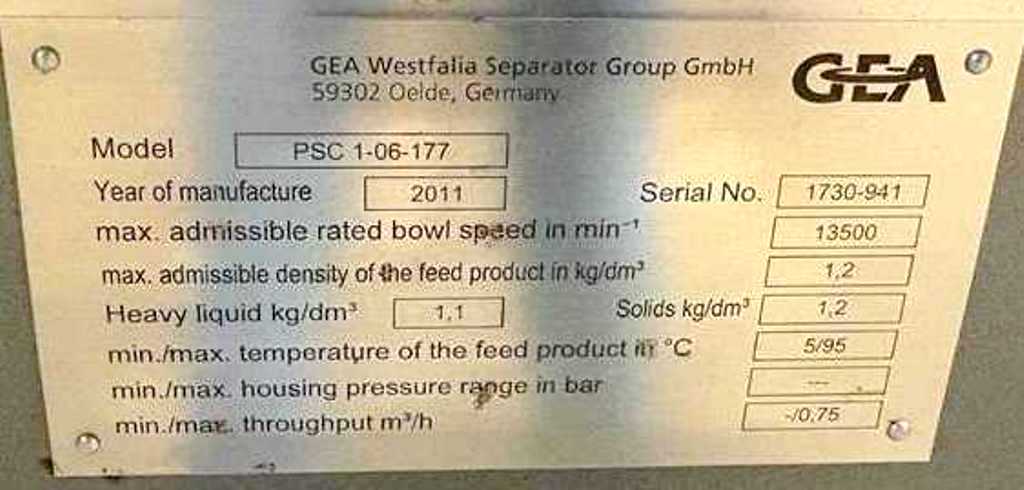 GEA Westfalia Separator Group GmbH
59302 Oelde, Germany
GEA
Model PSC 1-06-177
Year of manufacture 2011 Serial No. 1730-941
max. admissible rated bowl speed in min⁻¹ 13500
max. admissible density of the feed product in kg/dm³ 1,2
Heavy liquid kg/dm³ 1,1 Solids kg/dm³ 1,2
min./max. temperature of the feed product in °C 5/95
min./max. housing pressure range in bar ---
min./max. throughput m³/h -/0,75